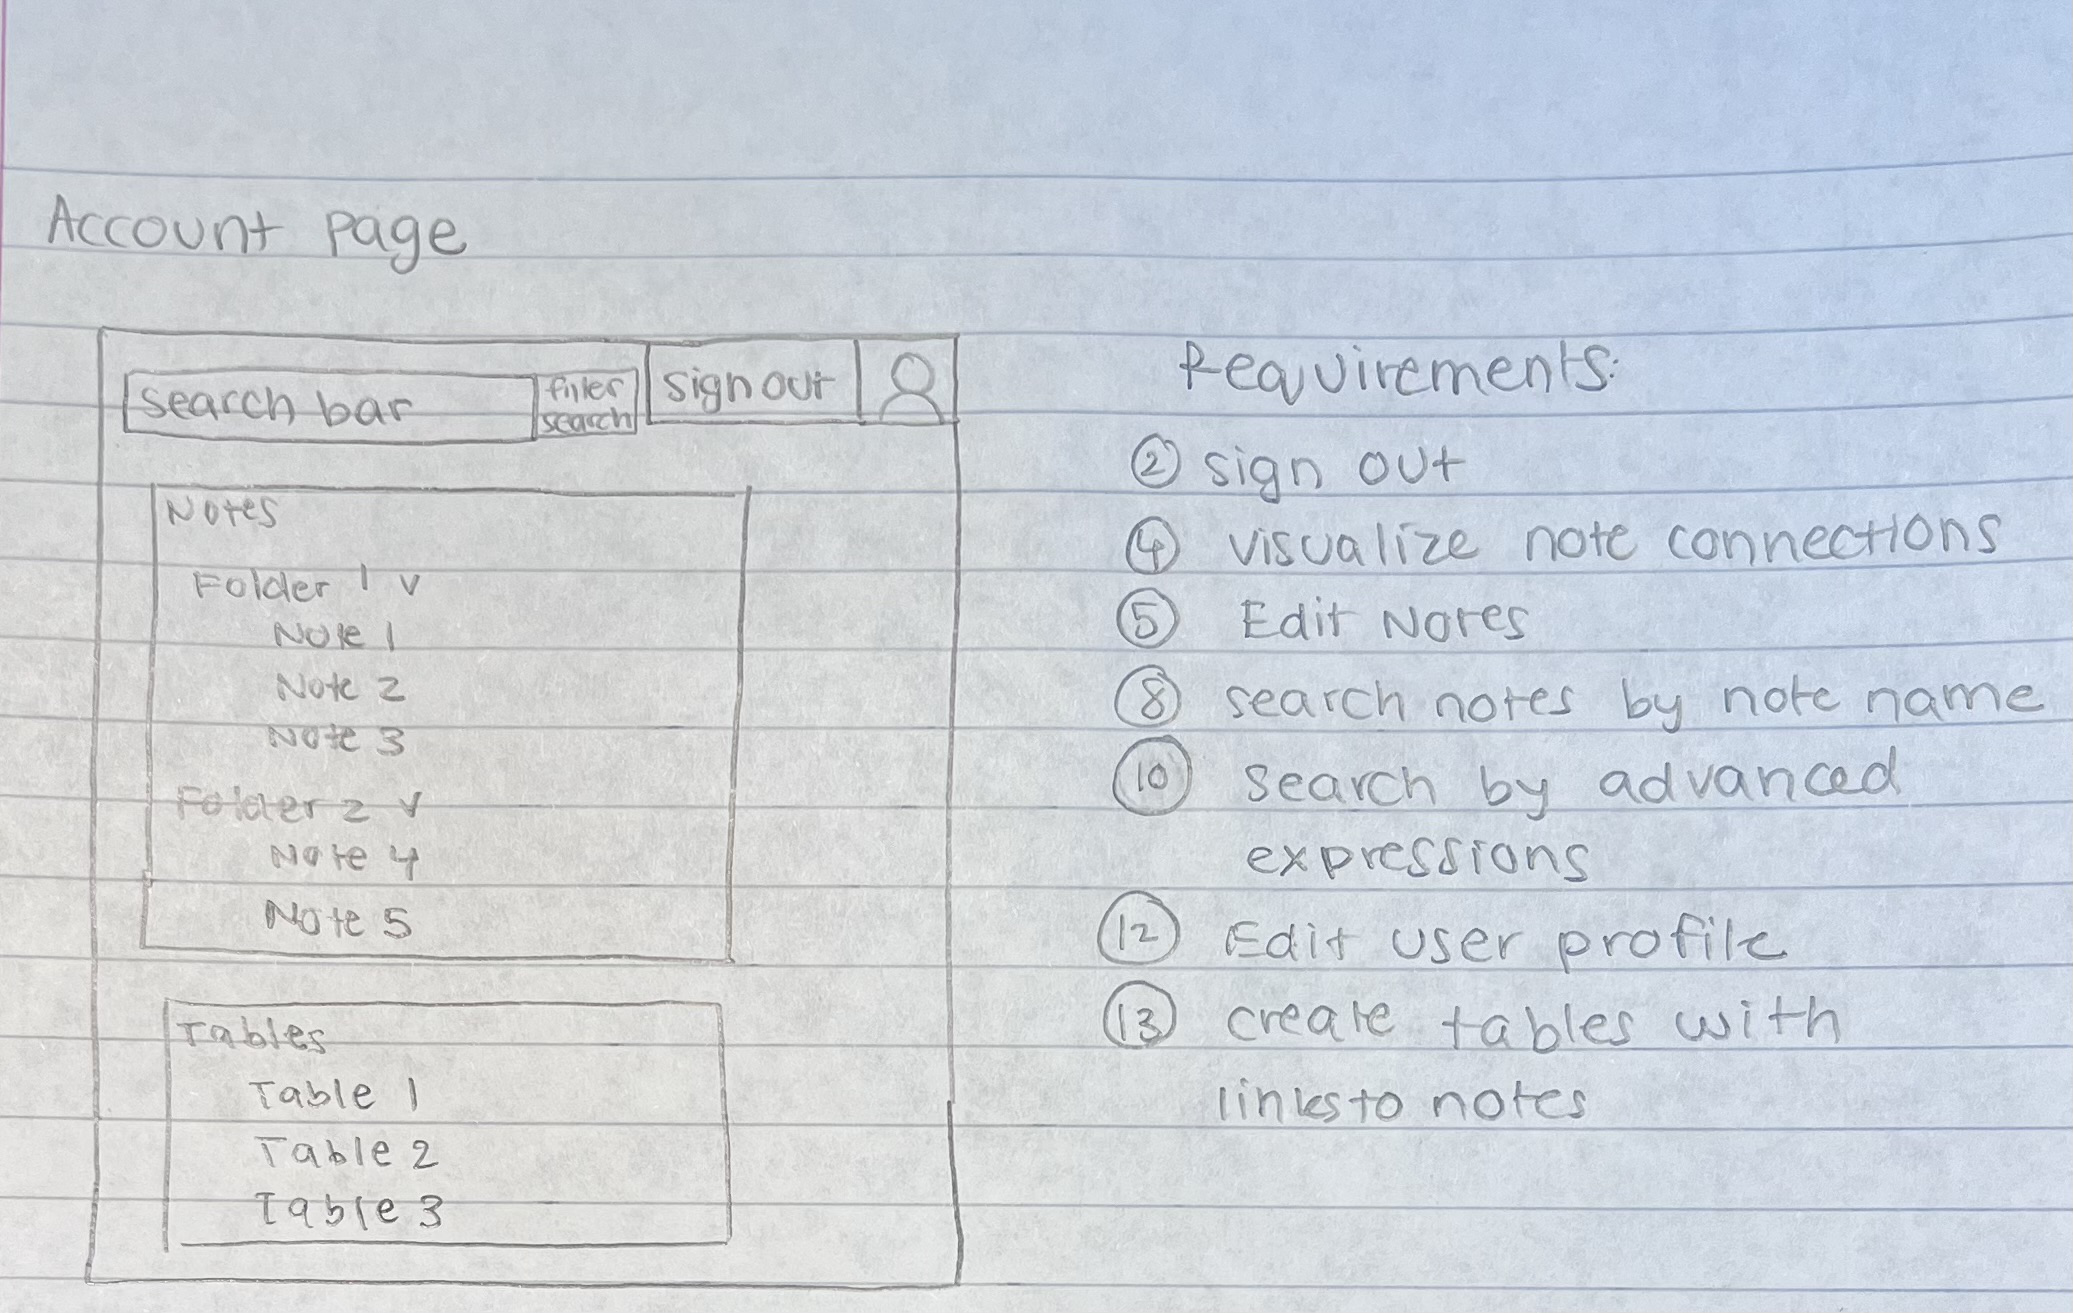 Account page
search bar
filter
search
sign out
Notes
Folder 1 v
Note 1
Note 2
Note 3
Folder 2 v
Note 4
Note 5
Tables
Table 1
Table 2
Table 3
Requirements:
② sign out
④ visualize note connections
⑤ Edit Notes
⑧ search notes by note name
⑩ search by advanced
expressions
⑫ Edit user profile
⑬ create tables with
links to notes